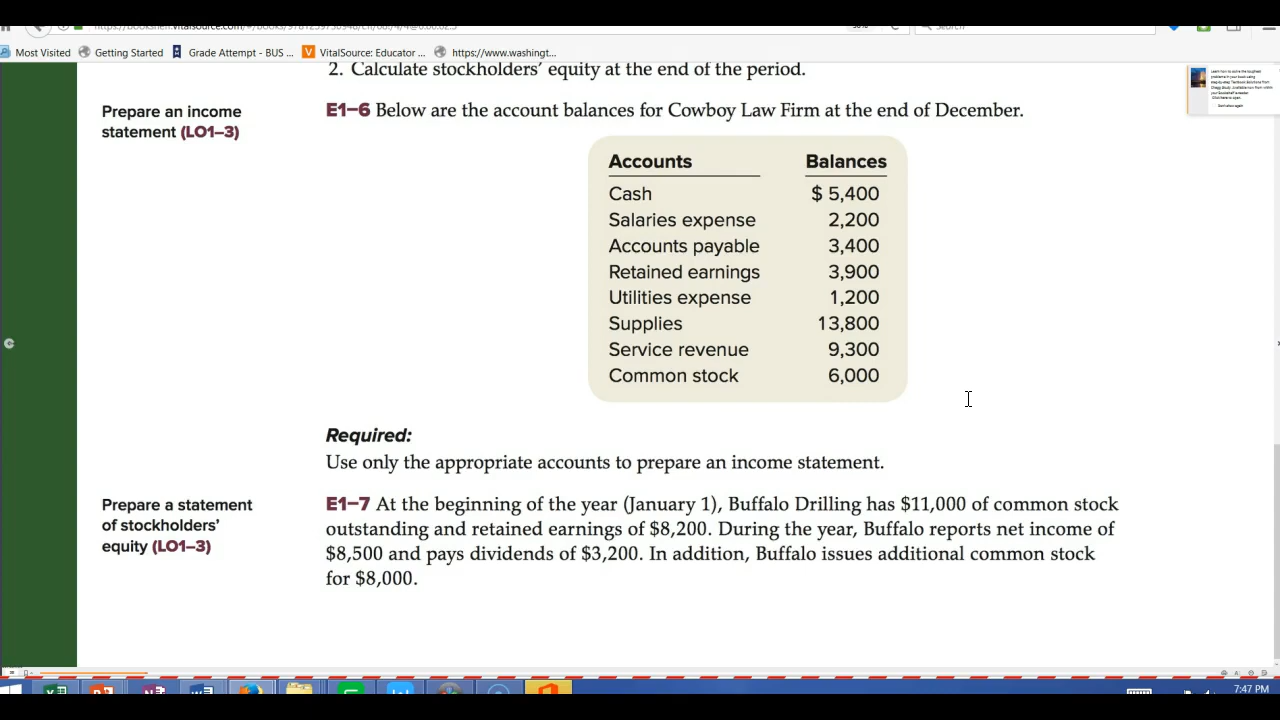 Most Visited Getting Started Grade Attempt - BUS ... VitalSource: Educator ... https://www.washingt...
2. Calculate stockholders' equity at the end of the period.
Prepare an income
statement (LO1–3)
E1–6 Below are the account balances for Cowboy Law Firm at the end of December.
Accounts Balances
Cash $ 5,400
Salaries expense 2,200
Accounts payable 3,400
Retained earnings 3,900
Utilities expense 1,200
Supplies 13,800
Service revenue 9,300
Common stock 6,000
Required:
Use only the appropriate accounts to prepare an income statement.
Prepare a statement
of stockholders'
equity (LO1–3)
E1–7 At the beginning of the year (January 1), Buffalo Drilling has $11,000 of common stock
outstanding and retained earnings of $8,200. During the year, Buffalo reports net income of
$8,500 and pays dividends of $3,200. In addition, Buffalo issues additional common stock
for $8,000.
7:47 PM